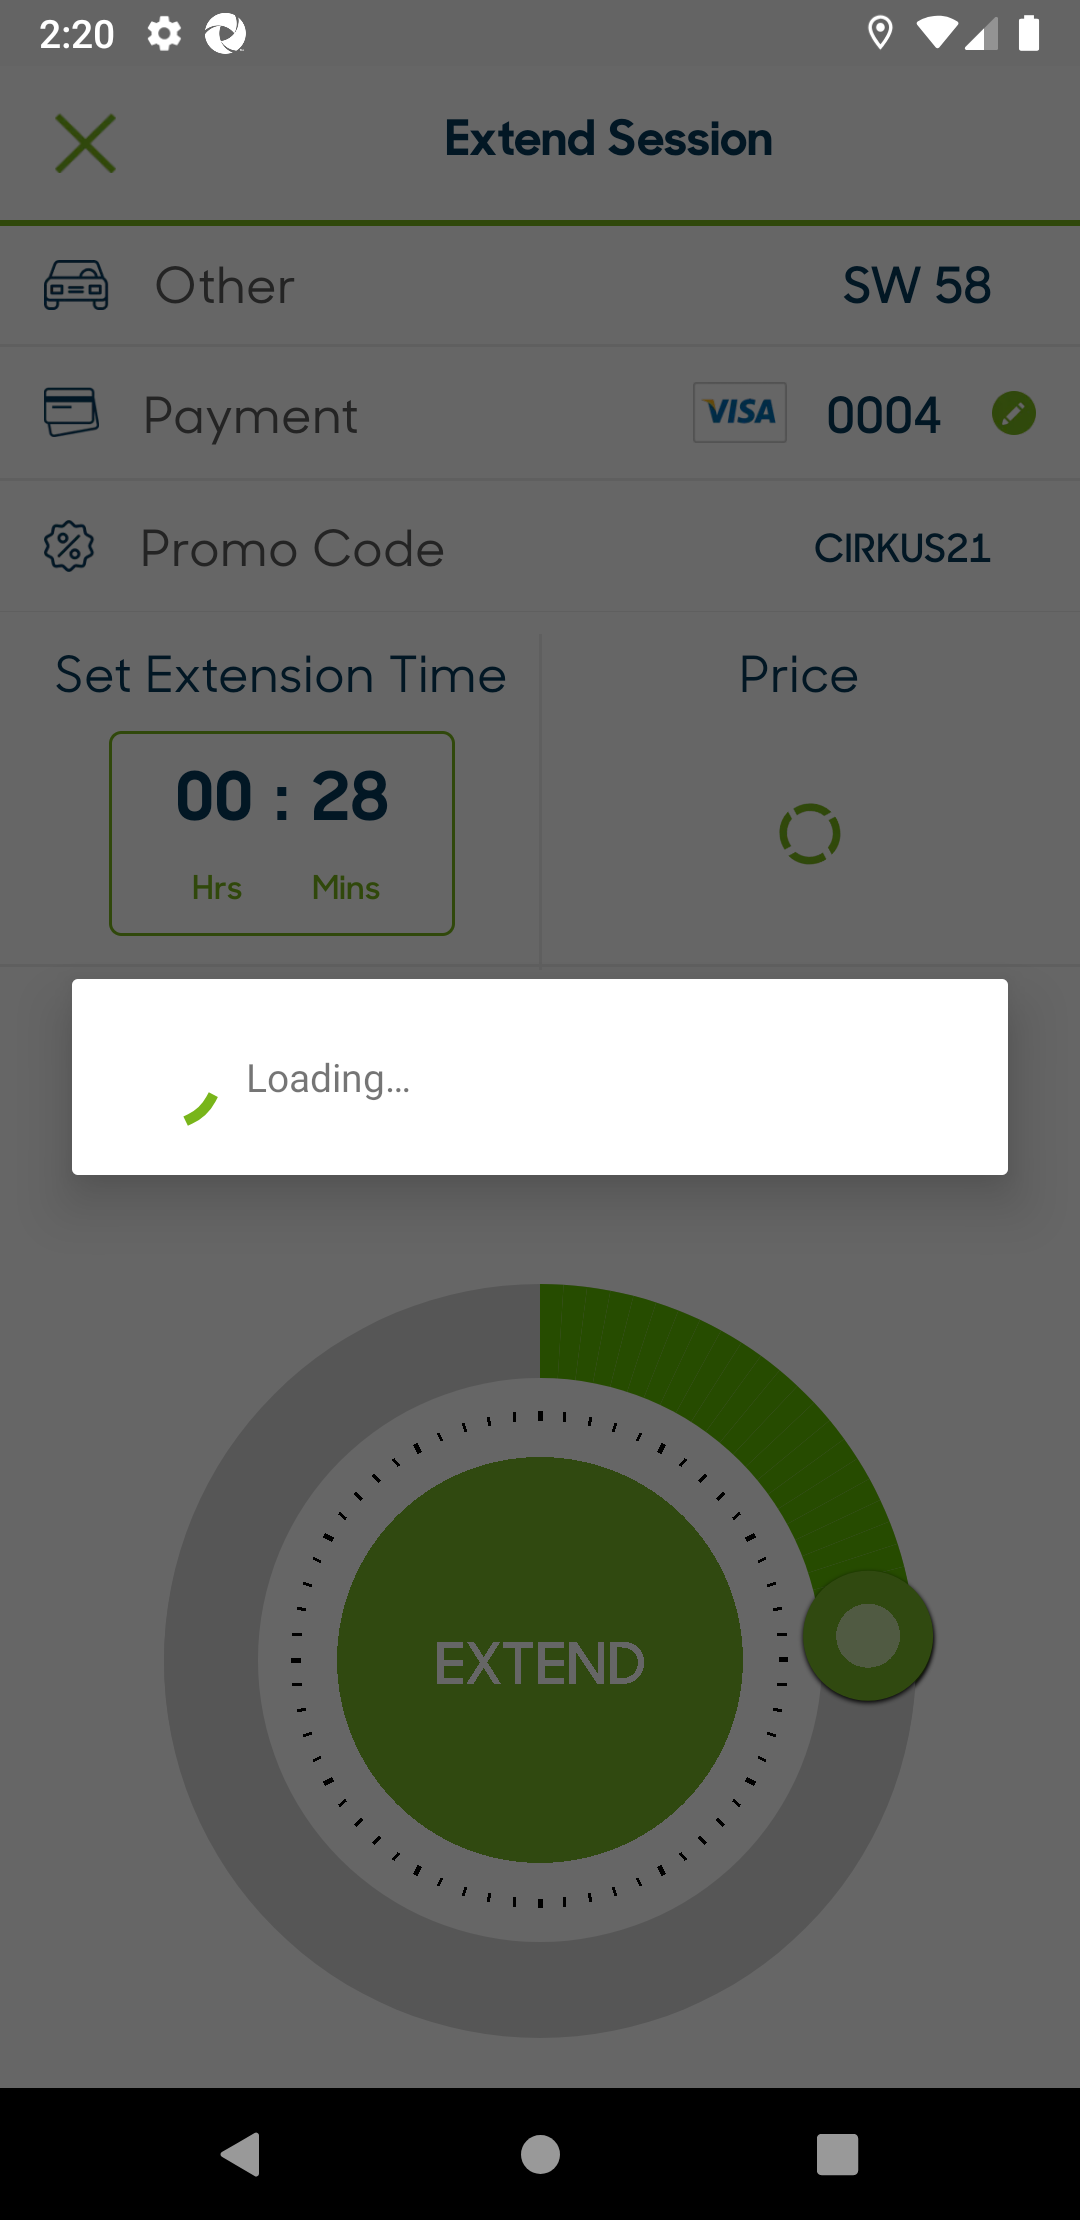 2:20
Extend Session
Other SW 58
Payment VISA 0004
Promo Code CIRKUS21
Set Extension Time Price
00 : 28
Hrs Mins
Loading...
EXTEND